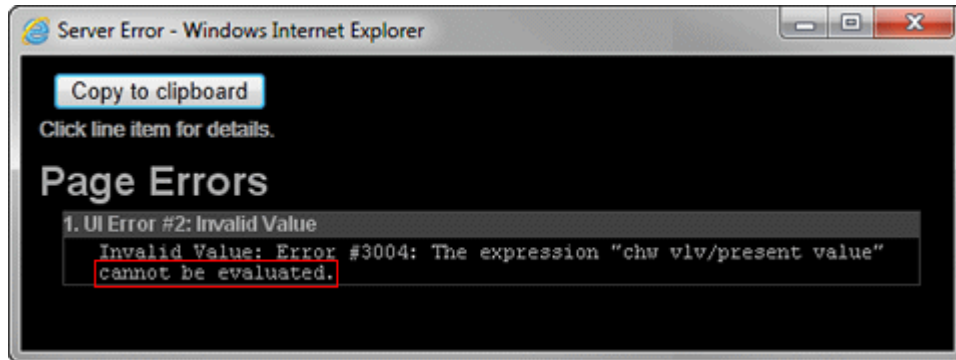 Server Error - Windows Internet Explorer
Copy to clipboard
Click line item for details.
Page Errors
1. UI Error #2: Invalid Value
Invalid Value: Error #3004: The expression "chw vlv/present value"
cannot be evaluated.